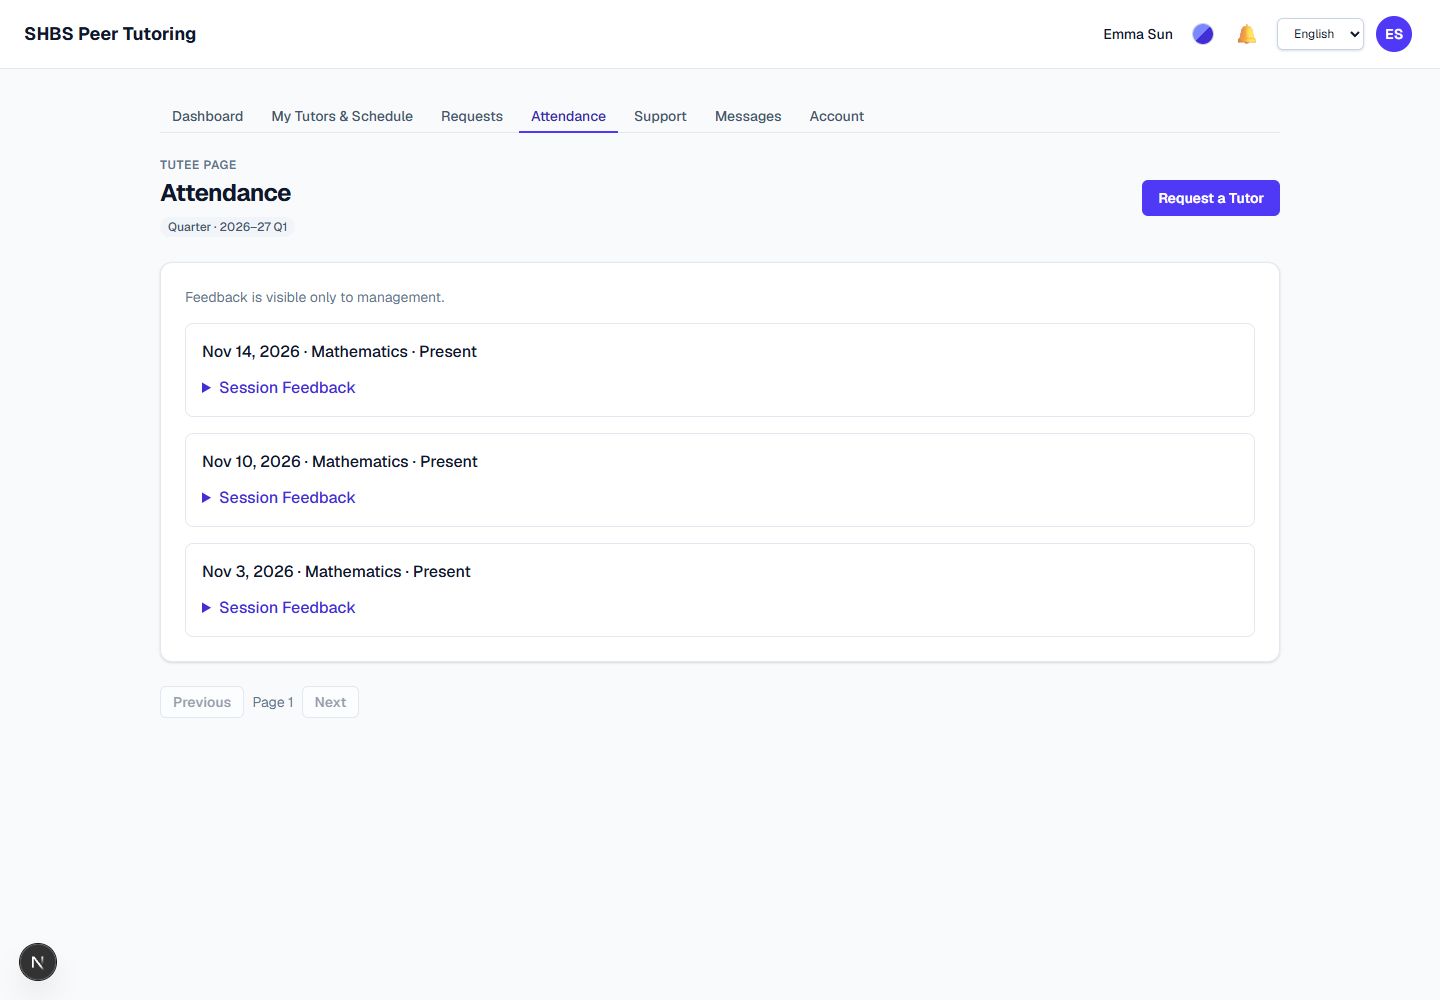 SHBS Peer Tutoring
Emma Sun
English
ES
Dashboard
My Tutors & Schedule
Requests
Attendance
Support
Messages
Account
TUTEE PAGE
Attendance
Request a Tutor
Quarter · 2026–27 Q1
Feedback is visible only to management.
Nov 14, 2026 · Mathematics · Present
Session Feedback
Nov 10, 2026 · Mathematics · Present
Session Feedback
Nov 3, 2026 · Mathematics · Present
Session Feedback
Previous
Page 1
Next
N